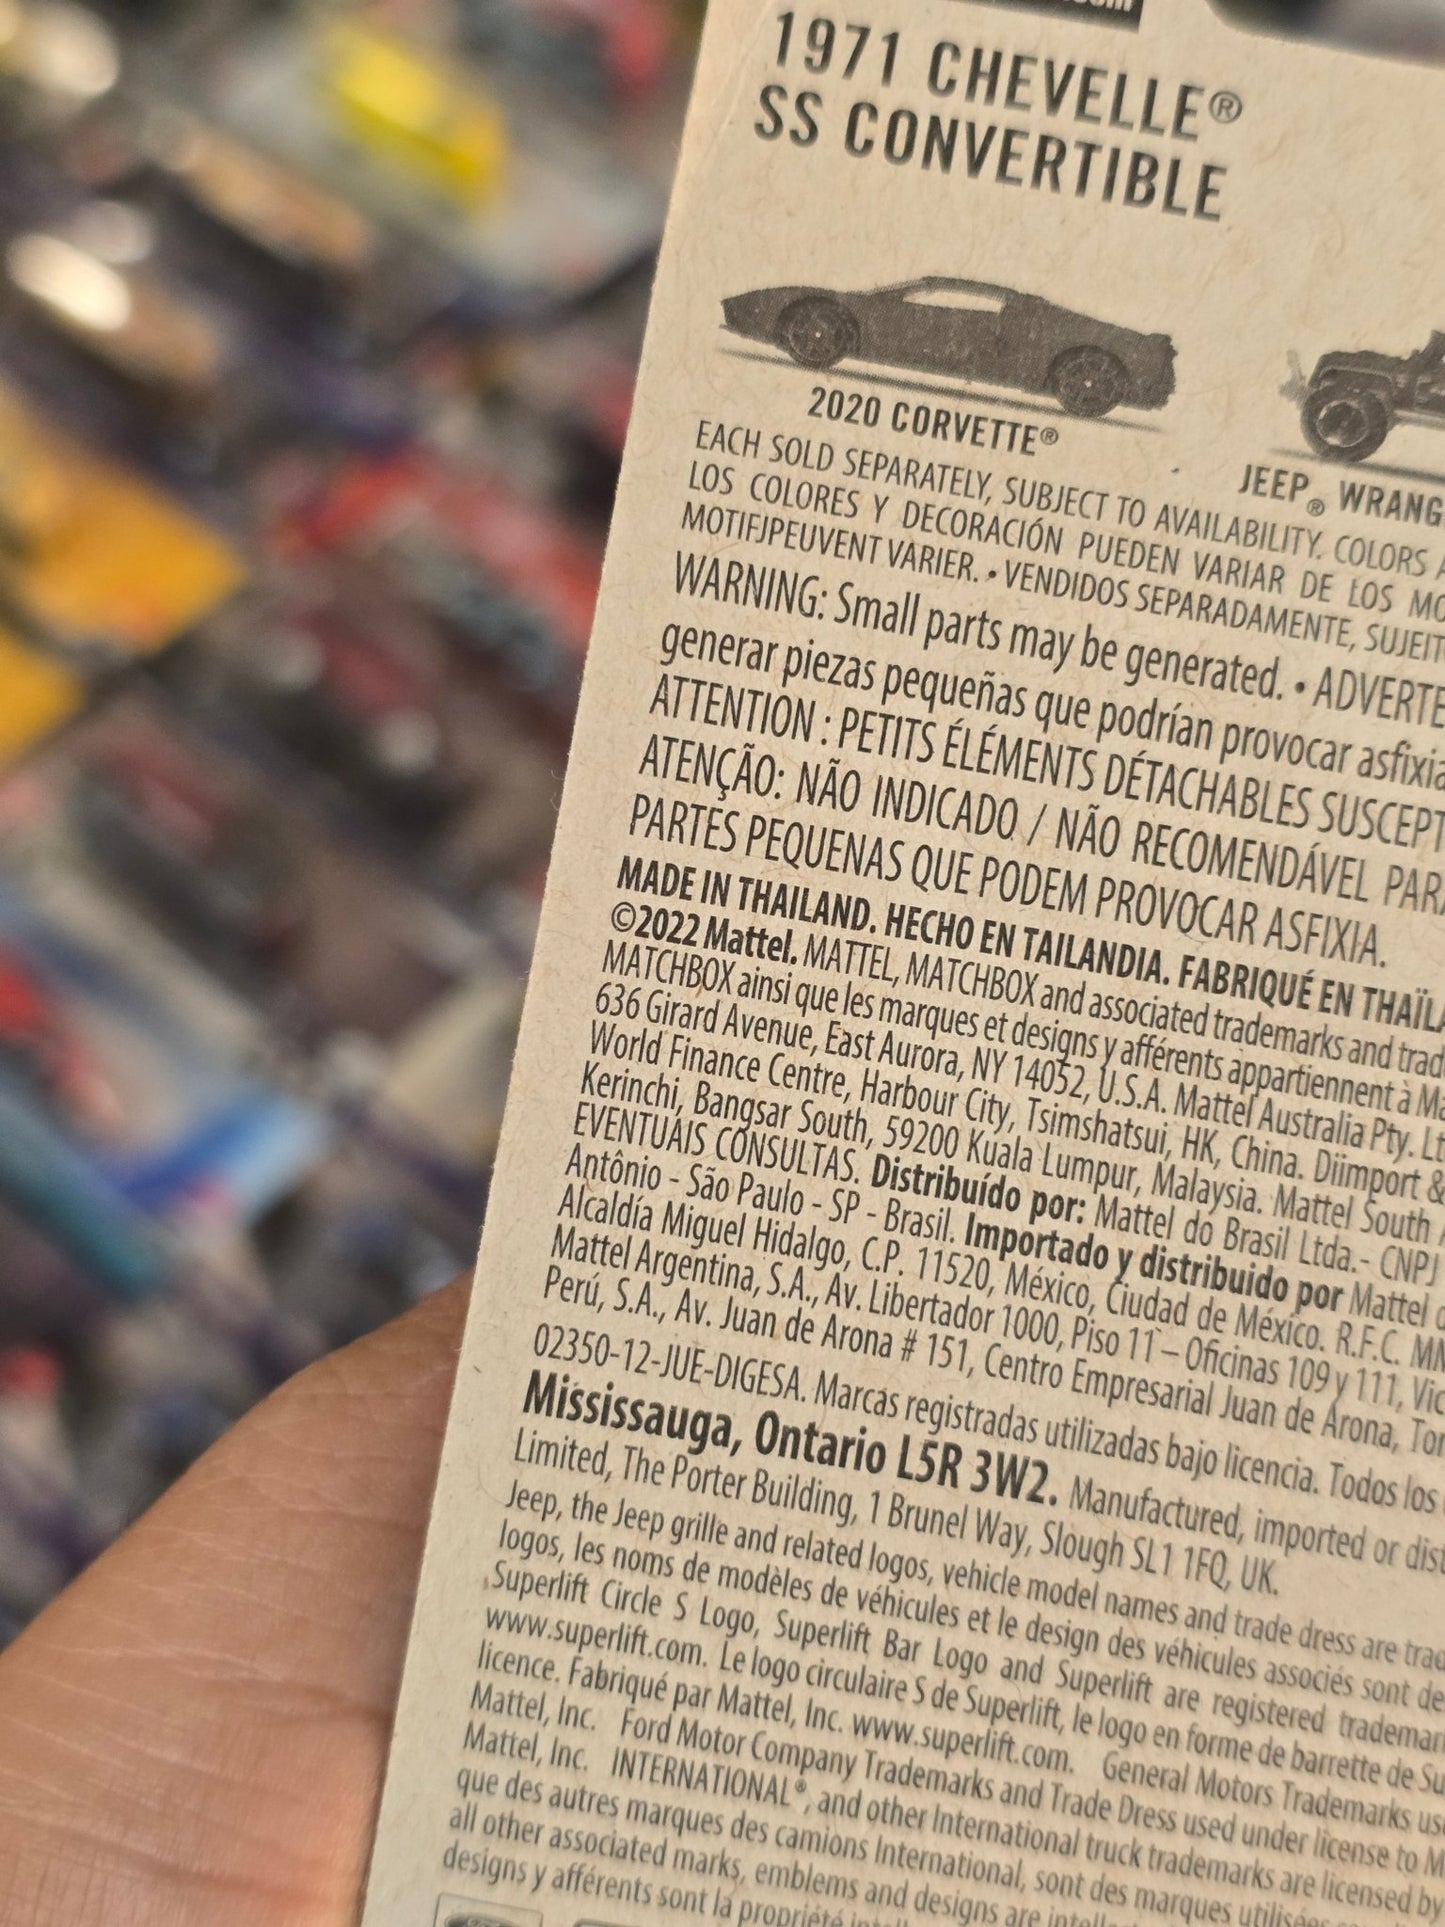 1971 CHEVELLE®
SS CONVERTIBLE
2020 CORVETTE®
JEEP® WRANG
EACH SOLD SEPARATELY, SUBJECT TO AVAILABILITY. COLORS
LOS COLORES Y DECORACIÓN PUEDEN VARIAR DE LOS MO
MOTIF]PEUVENT VARIER. • VENDIDOS SEPARADAMENTE, SUJEIT
WARNING: Small parts may be generated. • ADVERTE
generar piezas pequeñas que podrían provocar asfixia
ATTENTION : PETITS ÉLÉMENTS DÉTACHABLES SUSCEPT
ATENÇÃO: NÃO INDICADO / NÃO RECOMENDÁVEL PAR
PARTES PEQUENAS QUE PODEM PROVOCAR ASFIXIA.
MADE IN THAILAND. HECHO EN TAILANDIA. FABRIQUÉ EN THAÏLA
©2022 Mattel. MATTEL, MATCHBOX and associated trademarks and trad
MATCHBOX ainsi que les marques et designs y afférents appartiennent à Ma
636 Girard Avenue, East Aurora, NY 14052, U.S.A. Mattel Australia Pty. Lt
World Finance Centre, Harbour City, Tsimshatsui, HK, China. Diimport &
Kerinchi, Bangsar South, 59200 Kuala Lumpur, Malaysia. Mattel South
EVENTUAIS CONSULTAS. Distribuído por: Mattel do Brasil Ltda.- CNPJ
Antônio - São Paulo - SP - Brasil. Importado y distribuido por Mattel d
Alcaldía Miguel Hidalgo, C.P. 11520, México, Ciudad de México. R.F.C. MM
Mattel Argentina, S.A., Av. Libertador 1000, Piso 11 – Oficinas 109 y 111, Vic
Perú, S.A., Av. Juan de Arona # 151, Centro Empresarial Juan de Arona, Tor
02350-12-JUE-DIGESA. Marcas registradas utilizadas bajo licencia. Todos los
Mississauga, Ontario L5R 3W2. Manufactured, imported or dist
Limited, The Porter Building, 1 Brunel Way, Slough SL1 1FQ, UK.
Jeep, the Jeep grille and related logos, vehicle model names and trade dress are trad
logos, les noms de modèles de véhicules et le design des véhicules associés sont de
Superlift Circle S Logo, Superlift Bar Logo and Superlift are registered trademar
www.superlift.com. Le logo circulaire S de Superlift, le logo en forme de barrette de Su
licence. Fabriqué par Mattel, Inc. www.superlift.com. General Motors Trademarks us
Mattel, Inc. Ford Motor Company Trademarks and Trade Dress used under license to M
Mattel, Inc. INTERNATIONAL®, and other International truck trademarks are licensed by
que des autres marques des camions International, sont des marques utilisées
all other associated marks, emblems and designs are intell
designs y afférents sont la propriété intell